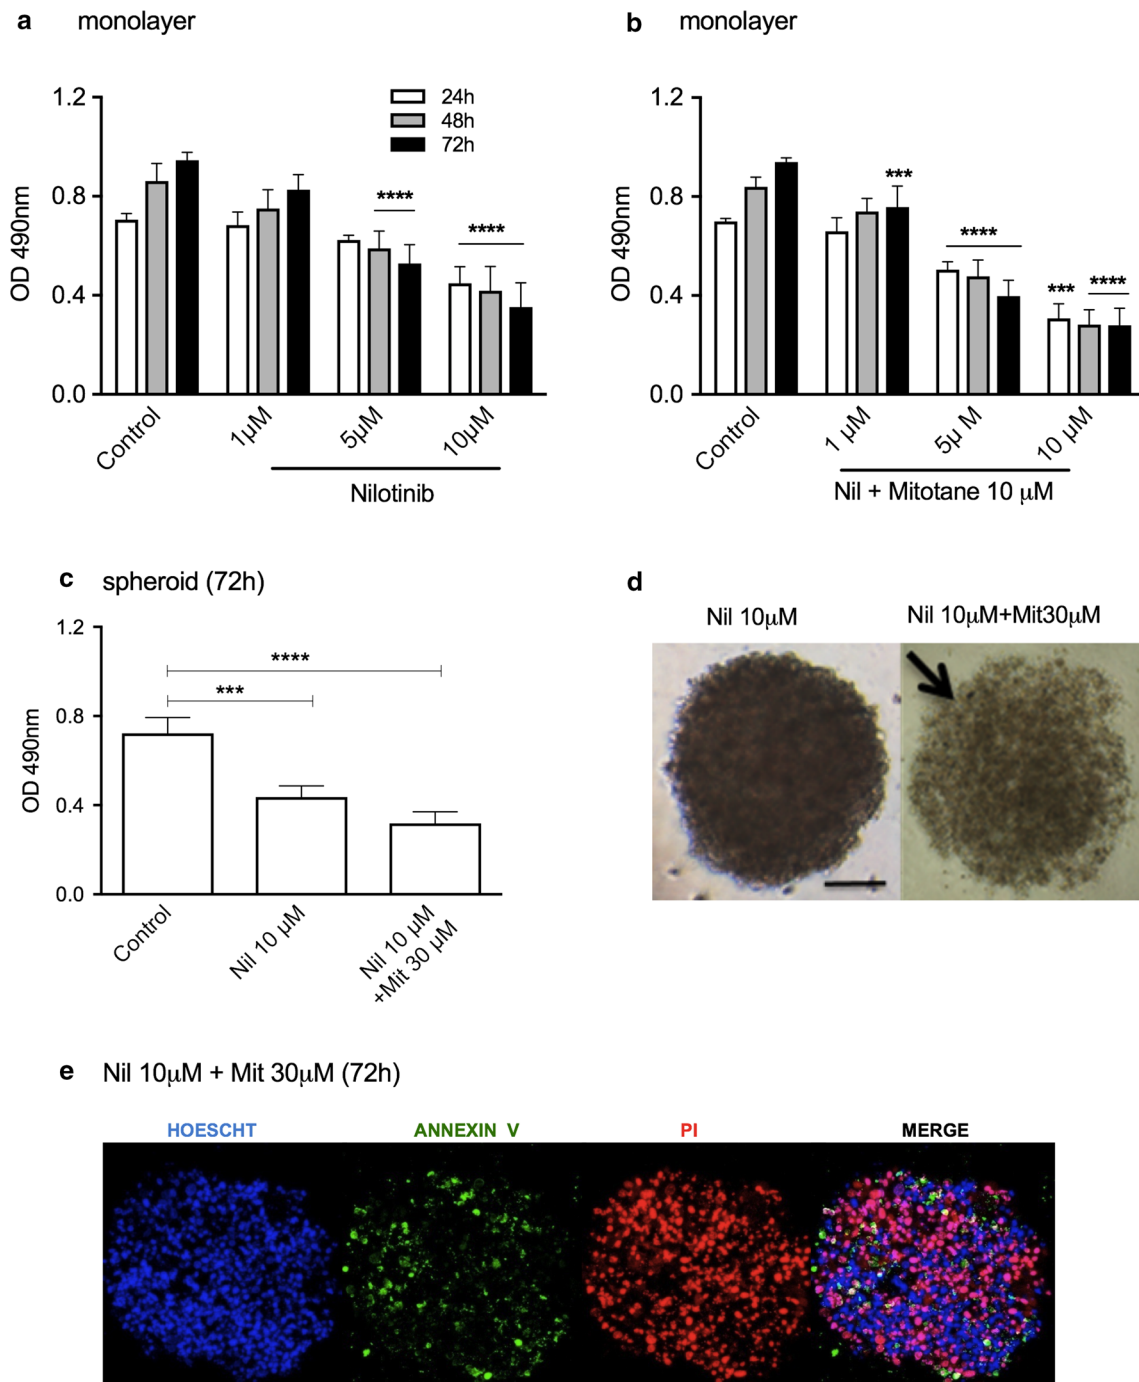 a monolayer
1.2
0.8
0.4
0.0
OD 490nm
24h
48h
72h
****
****
Control
1μM
5μM
10μM
Nilotinib
b monolayer
1.2
0.8
0.4
0.0
OD 490nm
***
****
***
****
Control
1 μM
5μ M
10 μM
Nil + Mitotane 10 μM
c spheroid (72h)
1.2
0.8
0.4
0.0
OD 490nm
****
***
Control
Nil 10 μM
Nil 10 μM
+Mit 30 μM
d
Nil 10μM
Nil 10μM+Mit30μM
e Nil 10μM + Mit 30μM (72h)
HOESCHT
ANNEXIN V
PI
MERGE